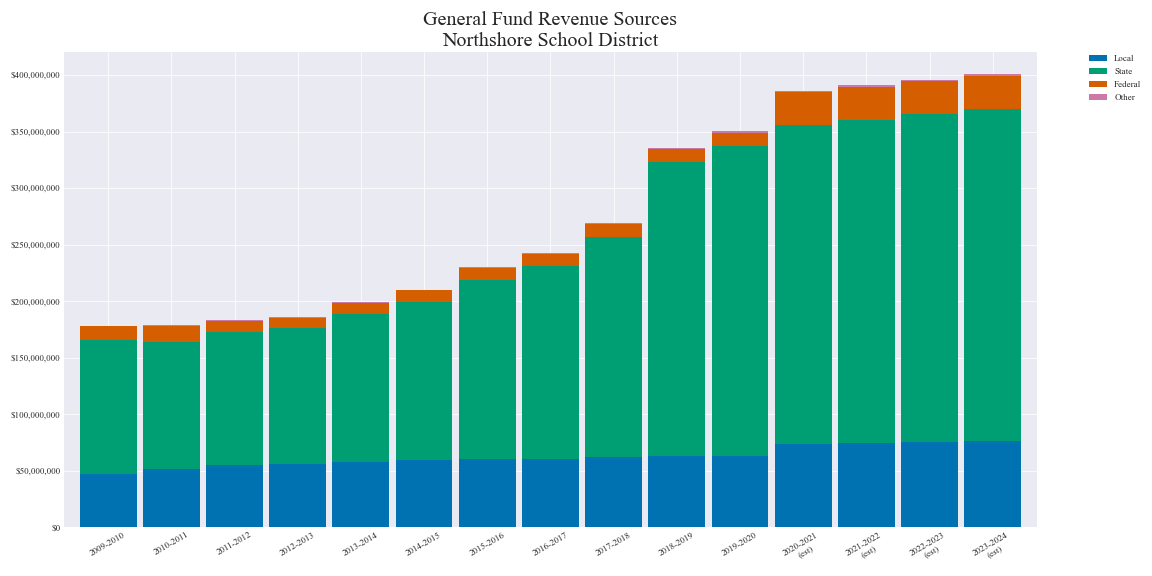 General Fund Revenue Sources
Northshore School District
$400,000,000
$350,000,000
$300,000,000
$250,000,000
$200,000,000
$150,000,000
$100,000,000
$50,000,000
$0
2009-2010
2010-2011
2011-2012
2012-2013
2013-2014
2014-2015
2015-2016
2016-2017
2017-2018
2018-2019
2019-2020
2020-2021
(est)
2021-2022
(est)
2022-2023
(est)
2023-2024
(est)
Local
State
Federal
Other